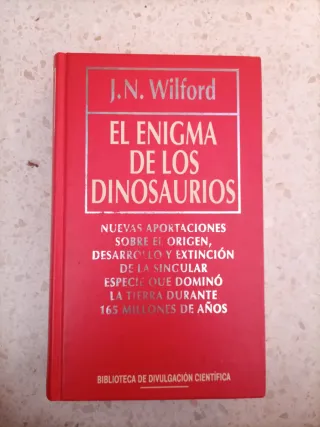 J.N. Wilford
EL ENIGMA
DE LOS
DINOSAURIOS
NUEVAS APORTACIONES
SOBRE EL ORIGEN,
DESARROLLO Y EXTINCIÓN
DE LA SINGULAR
ESPECIE QUE DOMINÓ
LA TIERRA DURANTE
165 MILLONES DE AÑOS
BIBLIOTECA DE DIVULGACIÓN CIENTÍFICA